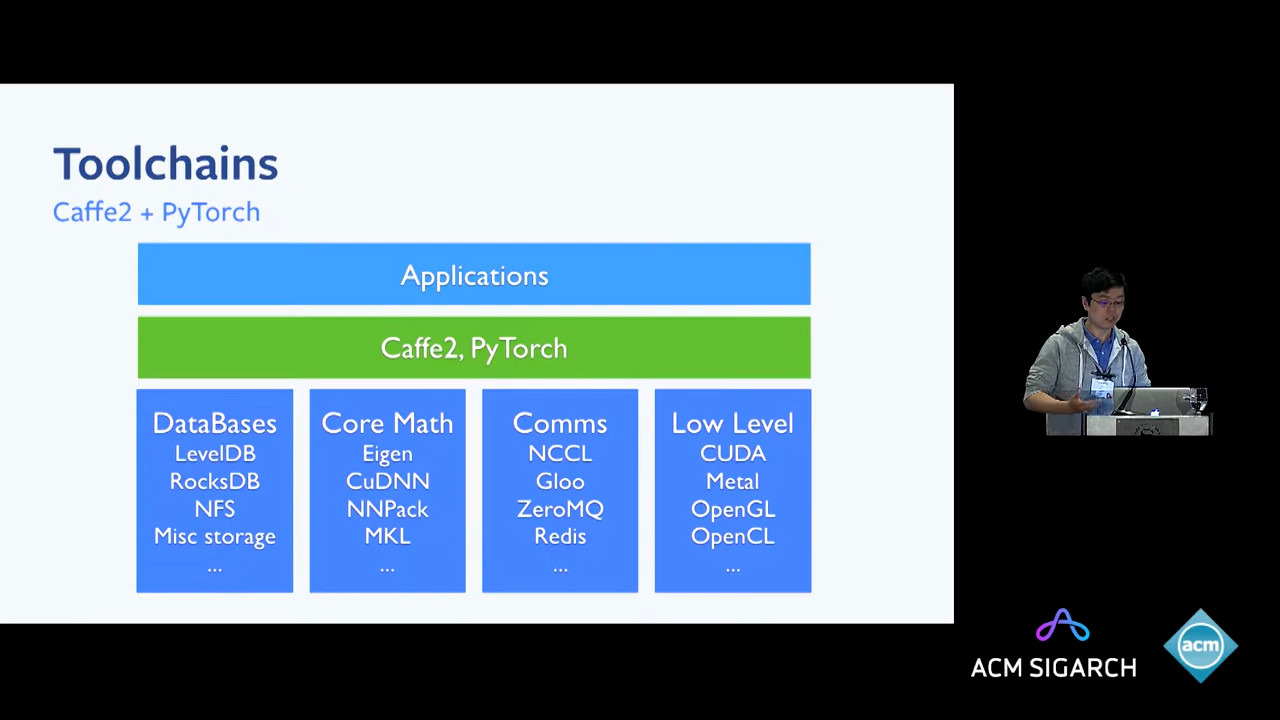 Toolchains
Caffe2 + PyTorch
Applications
Caffe2, PyTorch
DataBases
LevelDB
RocksDB
NFS
Misc storage
...
Core Math
Eigen
CuDNN
NNPack
MKL
...
Comms
NCCL
Gloo
ZeroMQ
Redis
...
Low Level
CUDA
Metal
OpenGL
OpenCL
...
ACM SIGARCH
acm